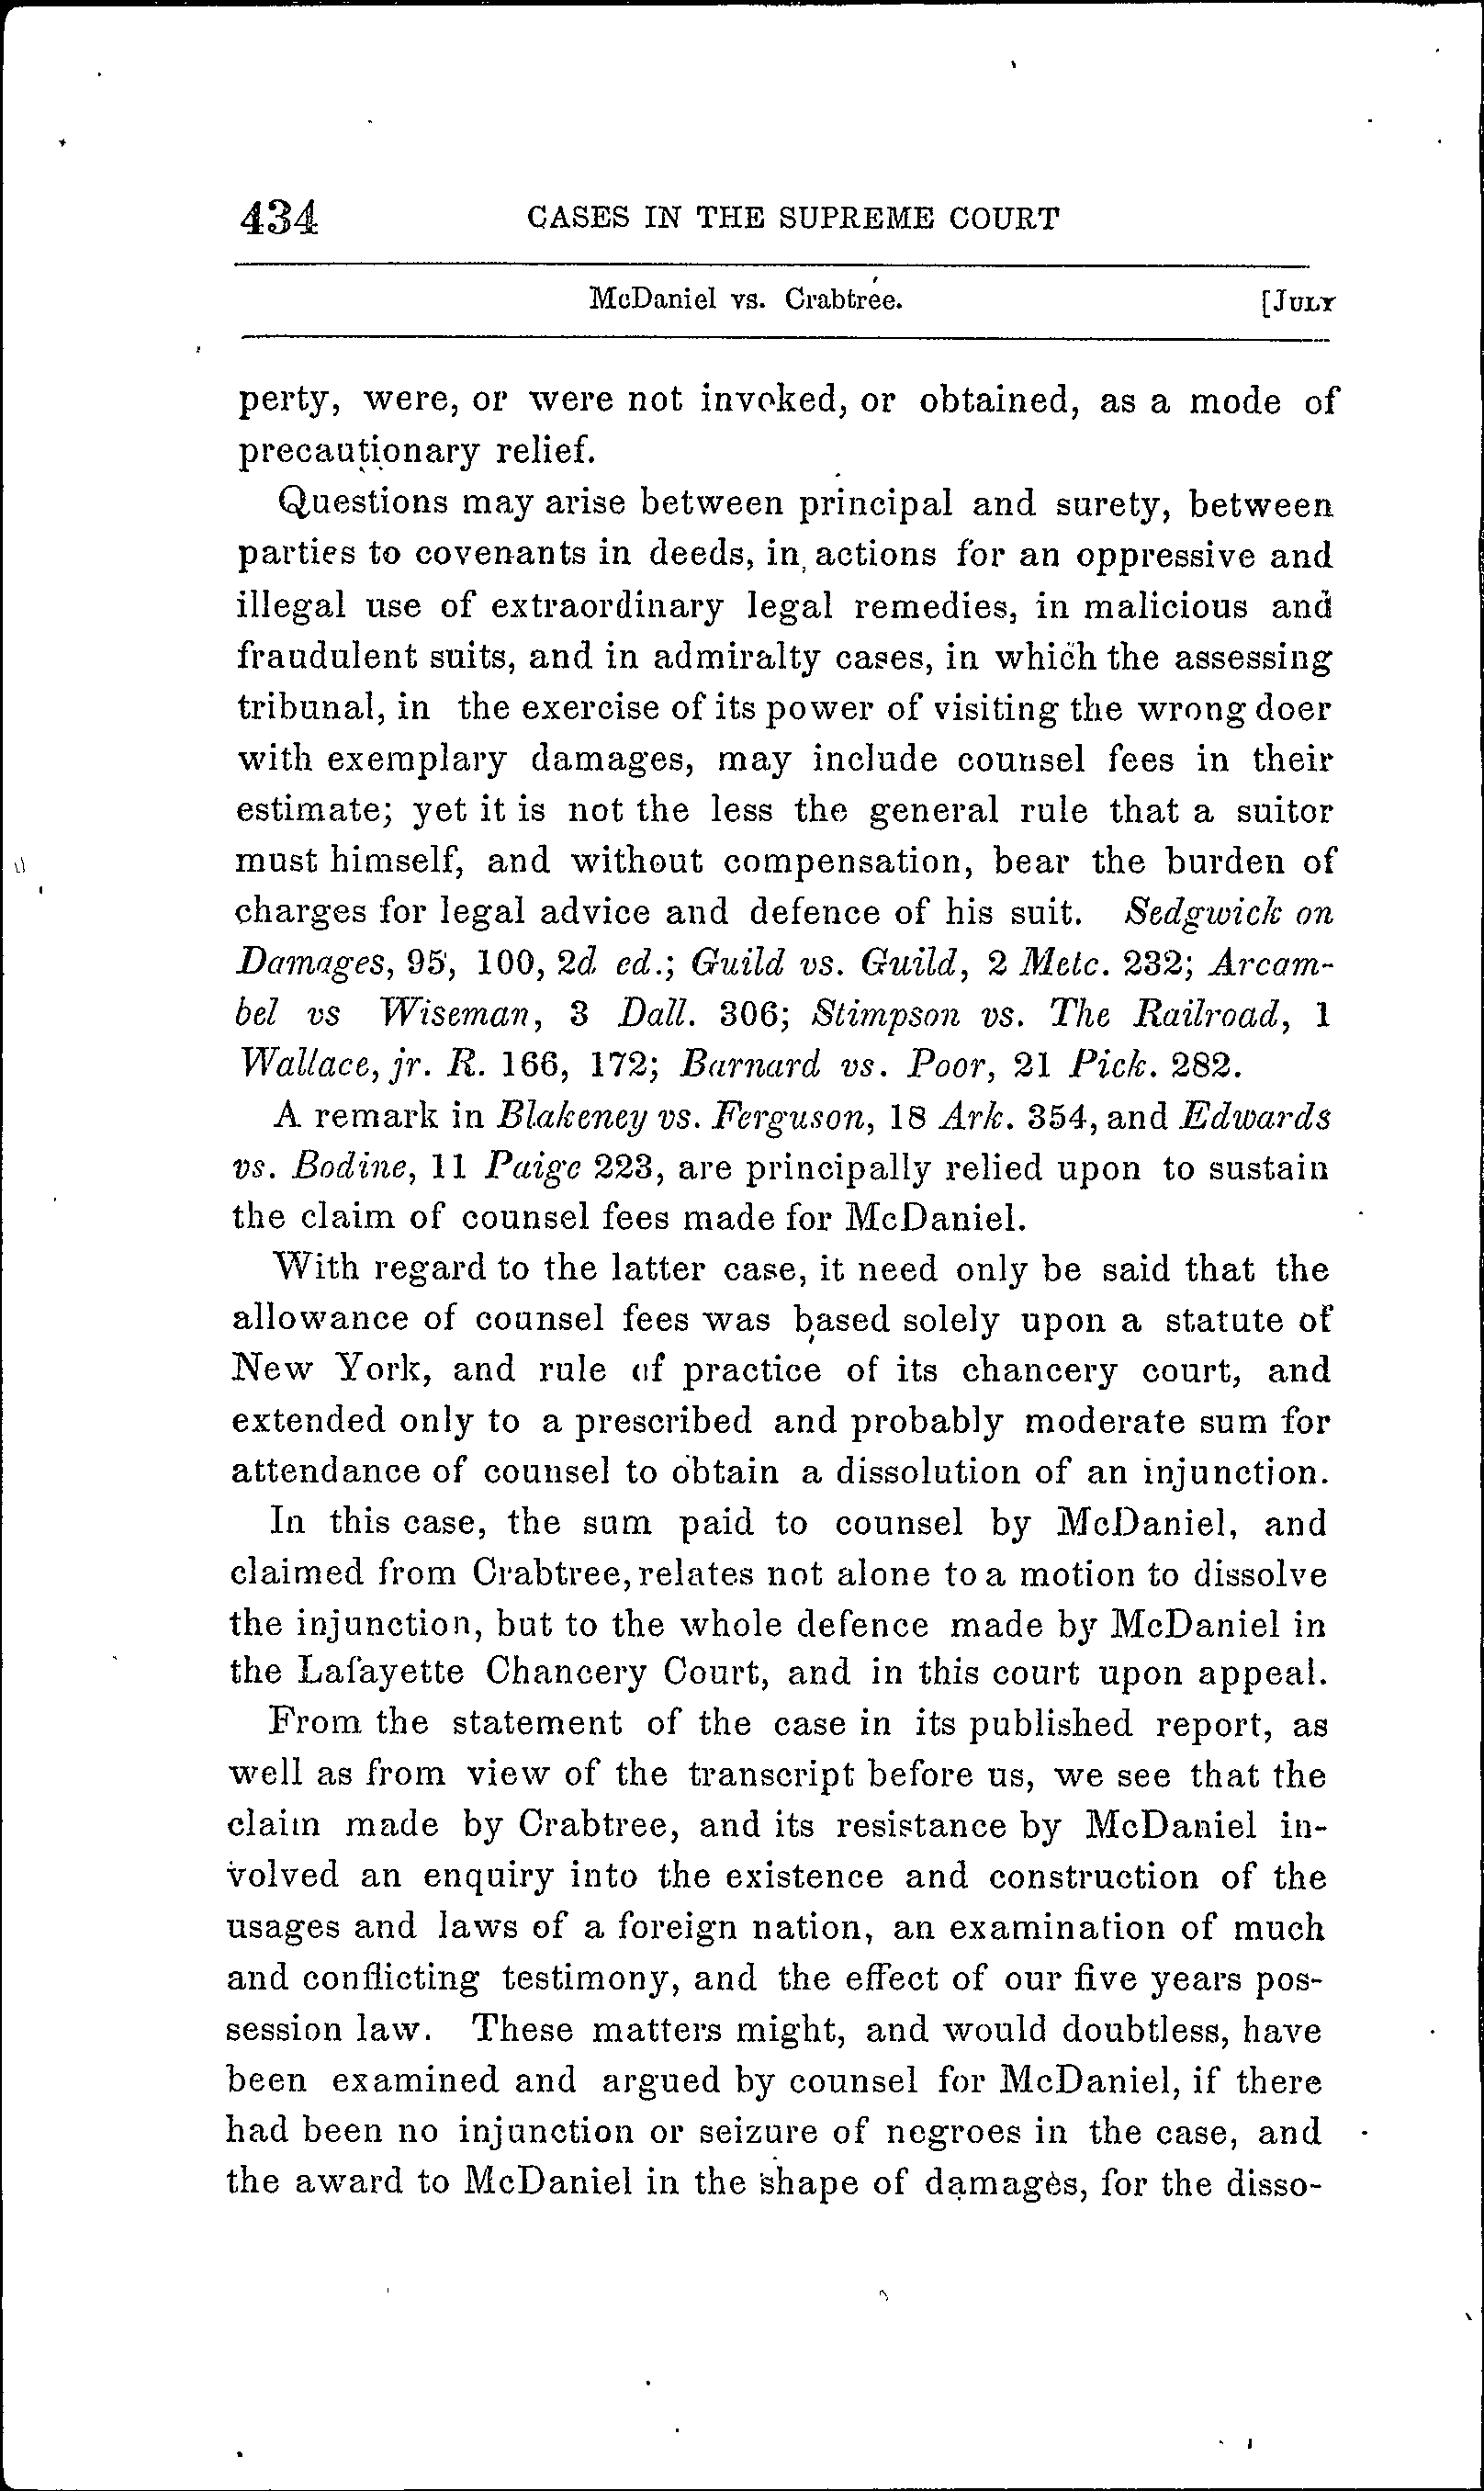 434 CASES IN THE SUPREME COURT
McDaniel vs. Crabtree. [JULY
perty, were, or were not invoked, or obtained, as a mode of
precautionary relief.
Questions may arise between principal and surety, between
parties to covenants in deeds, in actions for an oppressive and
illegal use of extraordinary legal remedies, in malicious and
fraudulent suits, and in admiralty cases, in which the assessing
tribunal, in the exercise of its power of visiting the wrong doer
with exemplary damages, may include counsel fees in their
estimate; yet it is not the less the general rule that a suitor
must himself, and without compensation, bear the burden of
charges for legal advice and defence of his suit. Sedgwick on
Damages, 95, 100, 2d. ed.; Guild vs. Guild, 2 Metc. 232; Arcam-
bel vs Wiseman, 3 Dall. 306; Stimpson vs. The Railroad, 1
Wallace, jr. R. 166, 172; Barnard vs. Poor, 21 Pick. 282.
A remark in Blakeney vs. Ferguson, 18 Ark. 354, and Edwards
vs. Bodine, 11 Paige 223, are principally relied upon to sustain
the claim of counsel fees made for McDaniel.
With regard to the latter case, it need only be said that the
allowance of counsel fees was based solely upon a statute of
New York, and rule of practice of its chancery court, and
extended only to a prescribed and probably moderate sum for
attendance of counsel to obtain a dissolution of an injunction.
In this case, the sum paid to counsel by McDaniel, and
claimed from Crabtree, relates not alone to a motion to dissolve
the injunction, but to the whole defence made by McDaniel in
the Lafayette Chancery Court, and in this court upon appeal.
From the statement of the case in its published report, as
well as from view of the transcript before us, we see that the
claim made by Crabtree, and its resistance by McDaniel in-
volved an enquiry into the existence and construction of the
usages and laws of a foreign nation, an examination of much
and conflicting testimony, and the effect of our five years pos-
session law. These matters might, and would doubtless, have
been examined and argued by counsel for McDaniel, if there
had been no injunction or seizure of negroes in the case, and
the award to McDaniel in the shape of damages, for the disso-